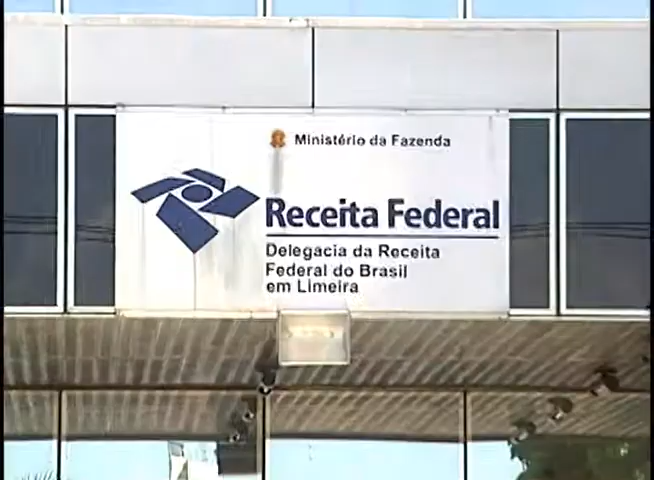 Ministério da Fazenda
Receita Federal
Delegacia da Receita
Federal do Brasil
em Limeira